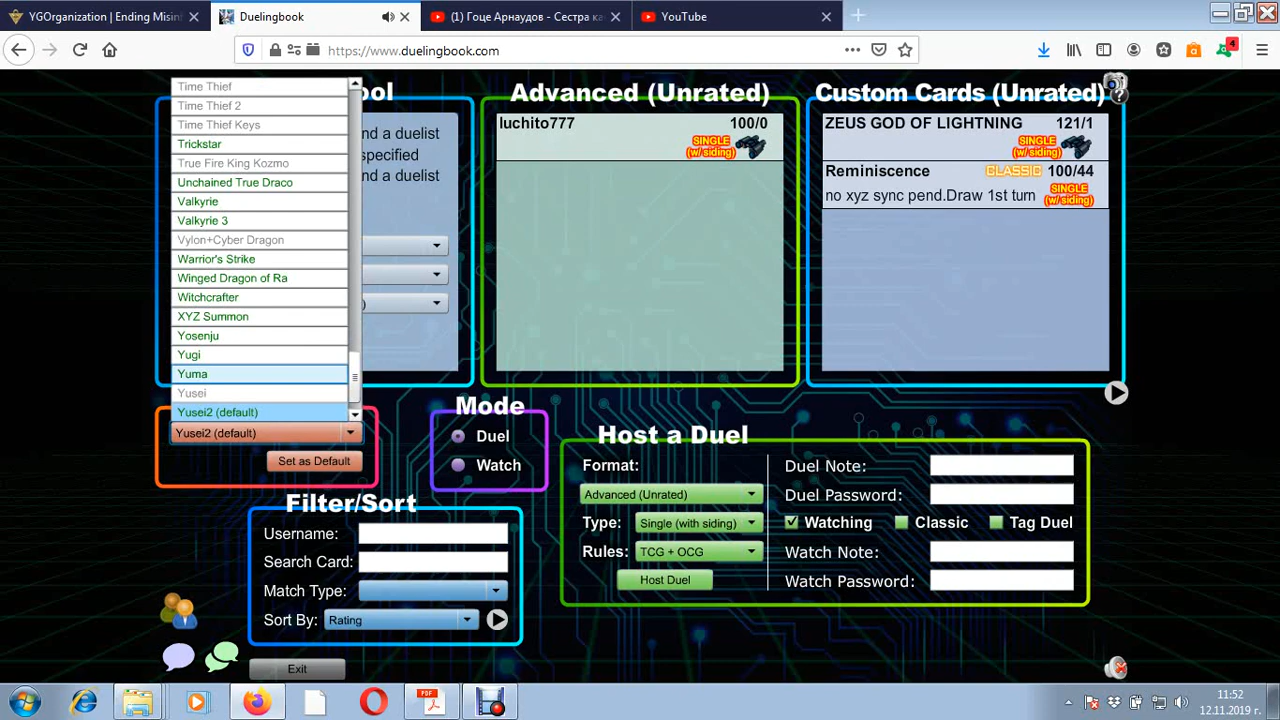 YGOrganization | Ending Misin
Duelingbook
(1) Гоце Арнаудов - Сестра ка
YouTube
https://www.duelingbook.com
4
ool
nd a duelist
specified
nd a duelist
)
Time Thief
Time Thief 2
Time Thief Keys
Trickstar
True Fire King Kozmo
Unchained True Draco
Valkyrie
Valkyrie 3
Vylon+Cyber Dragon
Warrior's Strike
Winged Dragon of Ra
Witchcrafter
XYZ Summon
Yosenju
Yugi
Yuma
Yusei
Yusei2 (default)
Yusei2 (default)
Set as Default
Advanced (Unrated)
luchito777 100/0
SINGLE
(w/ siding)
Custom Cards (Unrated)
?
ZEUS GOD OF LIGHTNING 121/1
SINGLE
(w/ siding)
Reminiscence CLASSIC 100/44
no xyz sync pend.Draw 1st turn SINGLE
(w/ siding)
Mode
Duel
Watch
Filter/Sort
Username:
Search Card:
Match Type:
Sort By: Rating
Exit
Host a Duel
Format:
Advanced (Unrated)
Type: Single (with siding)
Rules: TCG + OCG
Host Duel
Duel Note:
Duel Password:
Watching Classic Tag Duel
Watch Note:
Watch Password:
PDF
11:52
12.11.2019 г.